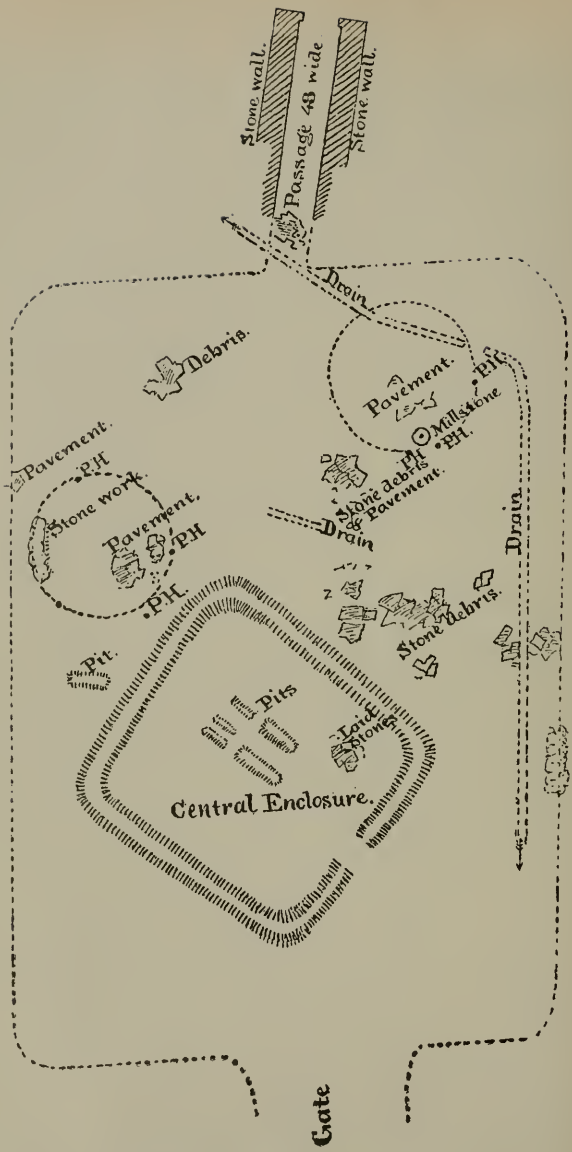 Stone wall.
Passage 48 wide
Stone wall.
Drain
Debris.
Pavement.
P.H.
Millstone
P.H.
P.H
Stone debris
& Pavement.
Pavement.
P.H
Stone work.
Pavement.
P.H
P.H
Drain
Drain
Stone debris.
Pit.
Pits
Laid
Stones
Central Enclosure.
Gate